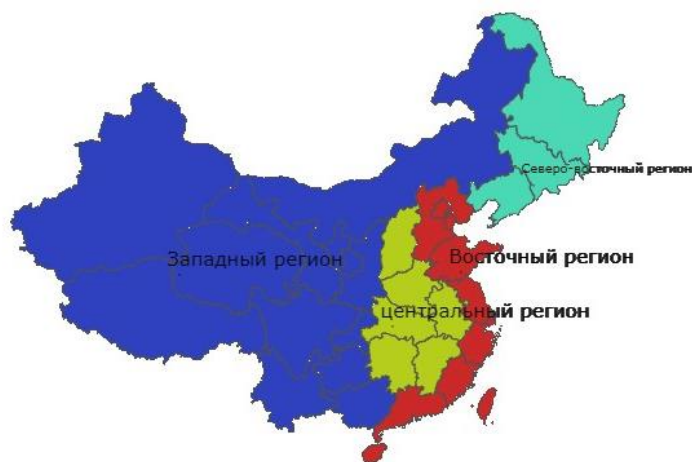 Северо-восточный регион
Западный регион
Восточный регион
центральный регион